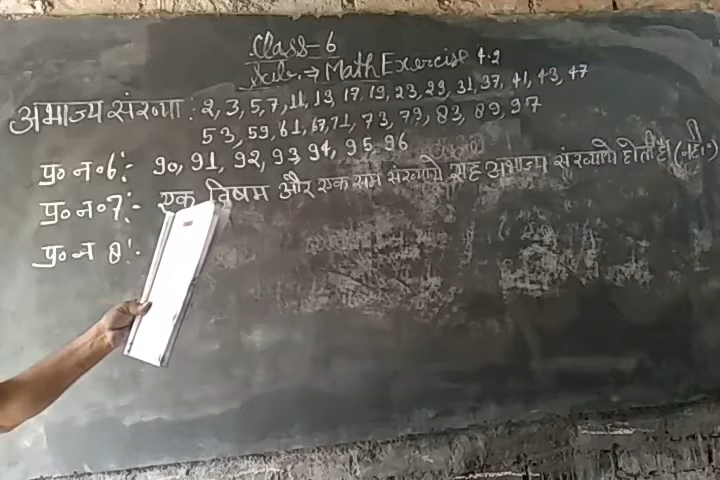 Class-6
Sub. → Math Exercise 4.2
अभाज्य संख्या : 2, 3, 5, 7, 11, 13, 17, 19, 23, 29, 31, 37, 41, 43, 47
53, 59, 61, 67, 71, 73, 79, 83, 89, 97
प्र० न० 6:- 90, 91, 92, 93, 94, 95, 96
प्र० न० 7:- एक विषम और एक सम संख्याये सह अभाज्य संख्याये होती है। (नही०)
प्र० न 8:-